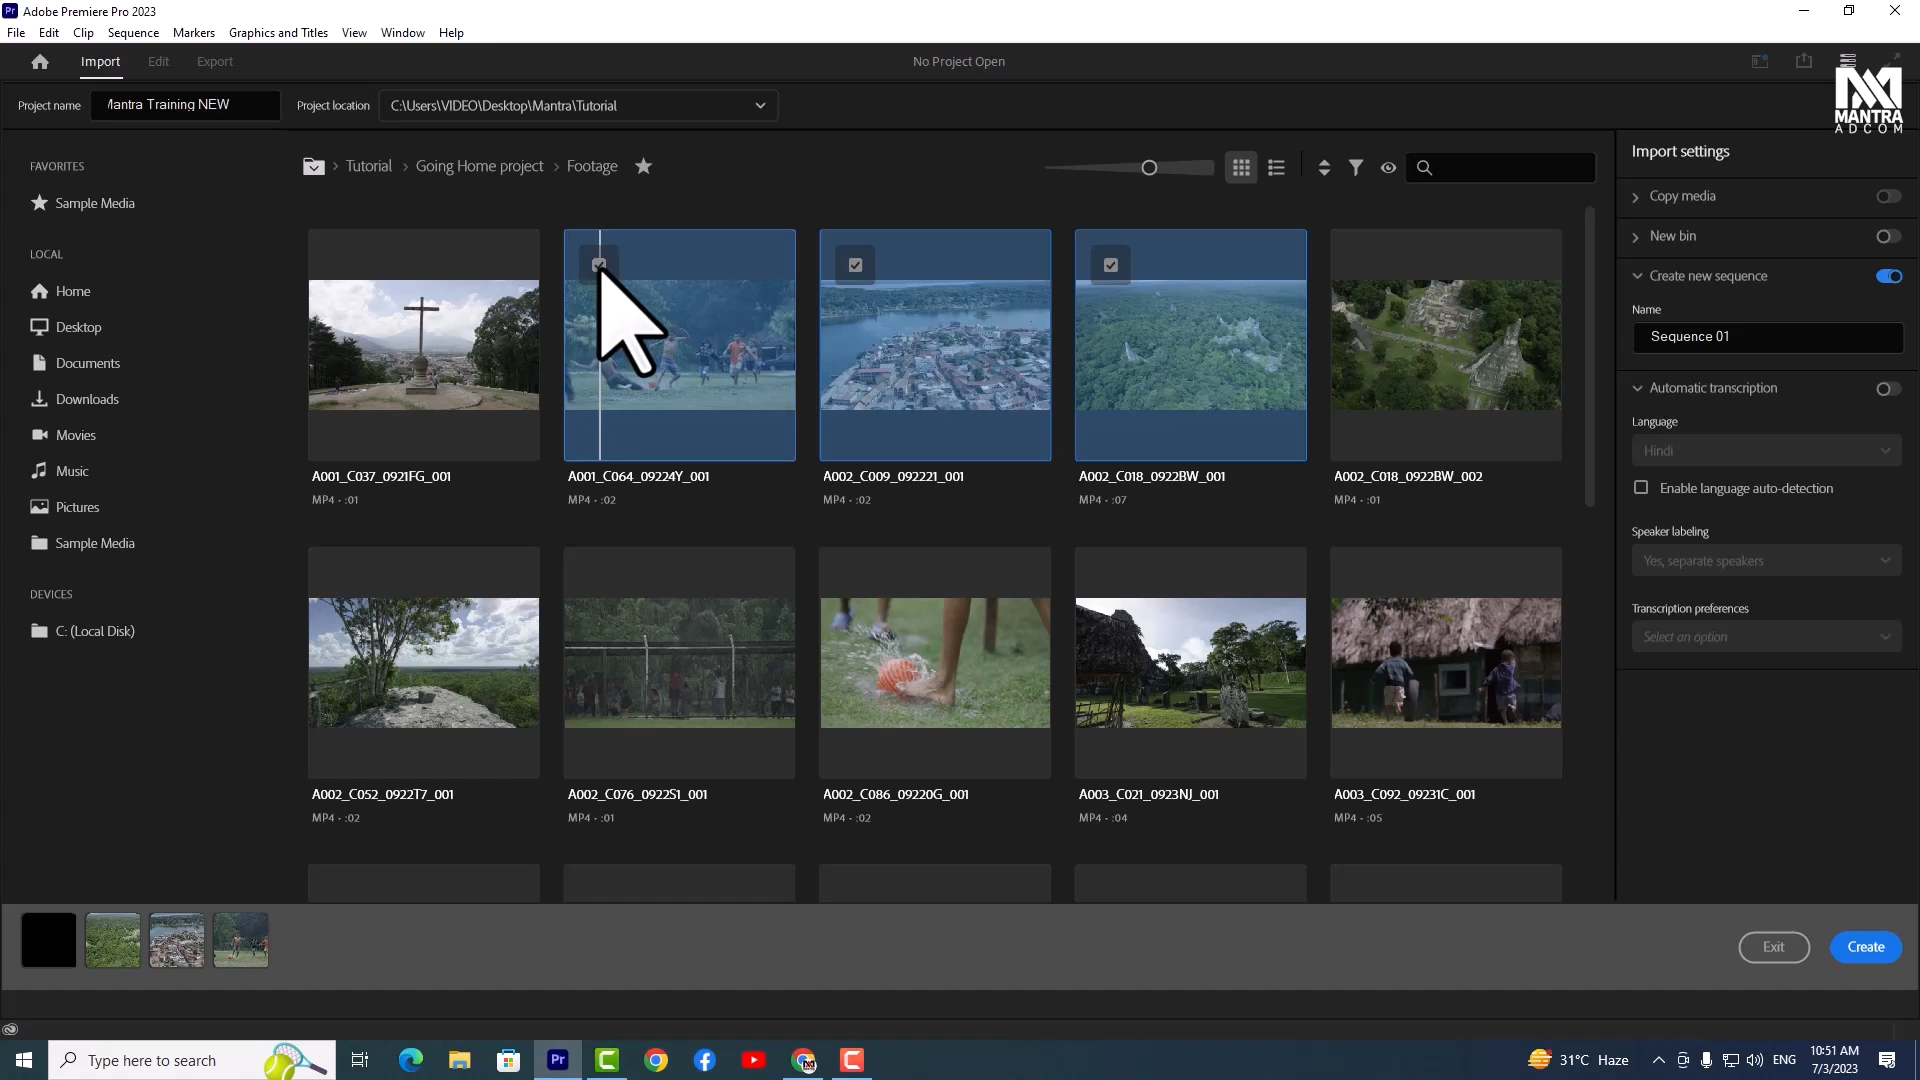 Adobe Premiere Pro 2023
File Edit Clip Sequence Markers Graphics and Titles View Window Help
Import Edit Export
No Project Open
MANTRA
ADCOM
Project name
Mantra Training NEW
Project location
C:\Users\VIDEO\Desktop\Mantra\Tutorial
FAVORITES
Sample Media
LOCAL
Home
Desktop
Documents
Downloads
Movies
Music
Pictures
Sample Media
DEVICES
C: (Local Disk)
Tutorial > Going Home project > Footage
A001_C037_0921FG_001
MP4 - :01
A001_C064_09224Y_001
MP4 - :02
A002_C009_092221_001
MP4 - :02
A002_C018_0922BW_001
MP4 - :07
A002_C018_0922BW_002
MP4 - :01
A002_C052_0922T7_001
MP4 - :02
A002_C076_0922S1_001
MP4 - :01
A002_C086_09220G_001
MP4 - :02
A003_C021_0923NJ_001
MP4 - :04
A003_C092_09231C_001
MP4 - :05
Import settings
Copy media
New bin
Create new sequence
Name
Sequence 01
Automatic transcription
Language
Hindi
Enable language auto-detection
Speaker labeling
Yes, separate speakers
Transcription preferences
Select an option
Exit
Create
Type here to search
Pr
31°C Haze
ENG
10:51 AM
7/3/2023